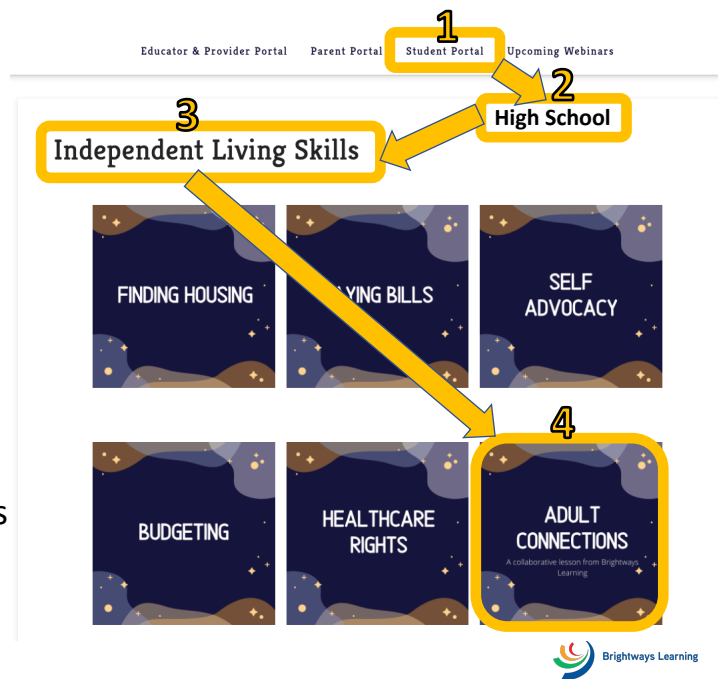 1
Educator & Provider Portal Parent Portal Student Portal Upcoming Webinars
2
High School
3
Independent Living Skills
FINDING HOUSING
YING BILLS
SELF
ADVOCACY
4
S
BUDGETING
HEALTHCARE
RIGHTS
ADULT
CONNECTIONS
A collaborative lesson from Brightways
Learning
Brightways Learning